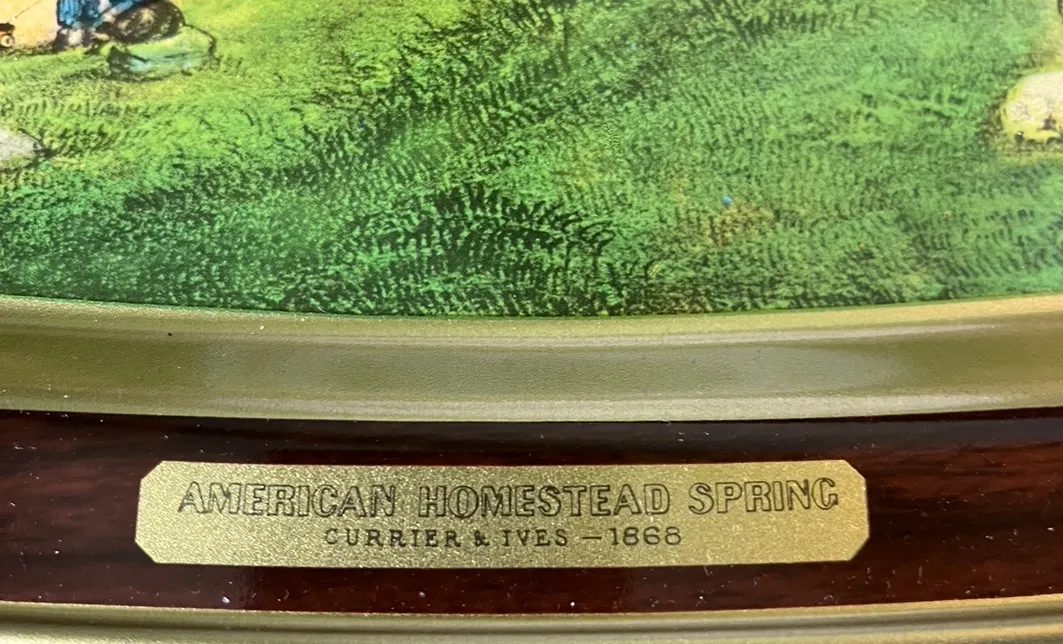 AMERICAN HOMESTEAD SPRING
CURRIER & IVES — 1868